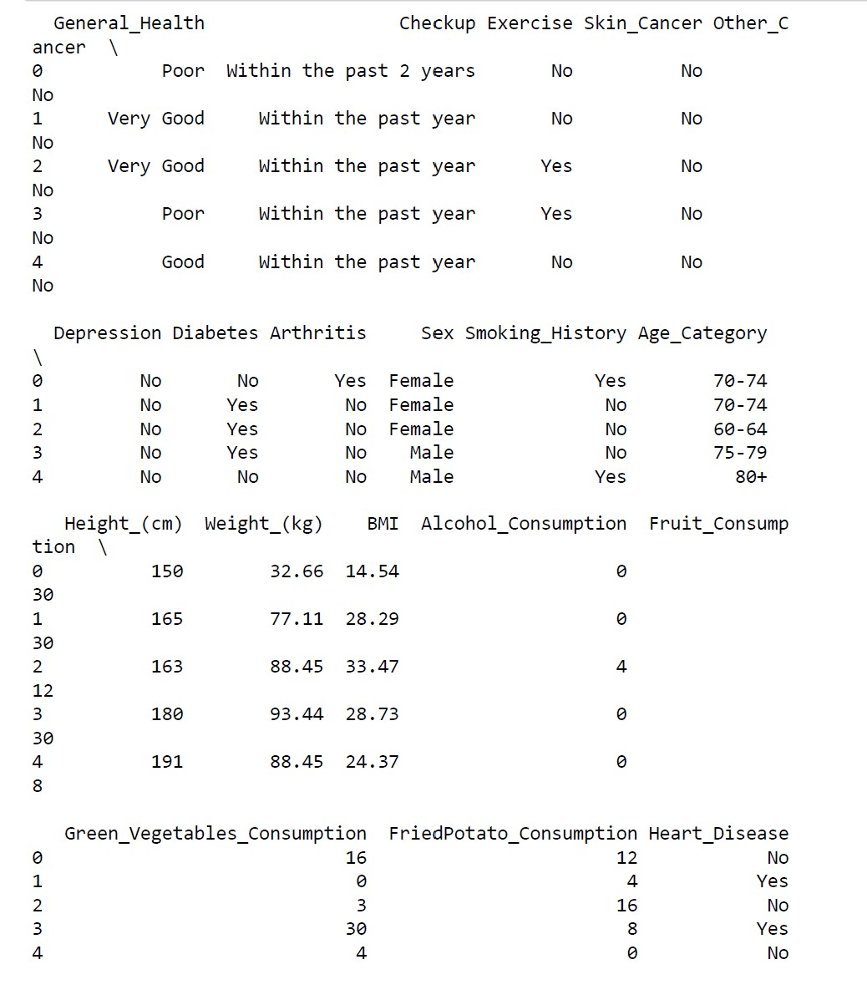 General_Health                  Checkup Exercise Skin_Cancer Other_C
ancer  \
0           Poor  Within the past 2 years       No          No
No
1      Very Good     Within the past year       No          No
No
2      Very Good     Within the past year      Yes          No
No
3           Poor     Within the past year      Yes          No
No
4           Good     Within the past year       No          No
No
Depression Diabetes Arthritis     Sex Smoking_History Age_Category
\
0         No       No       Yes  Female             Yes        70-74
1         No      Yes        No  Female              No        70-74
2         No      Yes        No  Female              No        60-64
3         No      Yes        No    Male              No        75-79
4         No       No        No    Male             Yes          80+
Height_(cm)  Weight_(kg)    BMI  Alcohol_Consumption  Fruit_Consump
tion  \
0          150        32.66  14.54                    0
30
1          165        77.11  28.29                    0
30
2          163        88.45  33.47                    4
12
3          180        93.44  28.73                    0
30
4          191        88.45  24.37                    0
8
Green_Vegetables_Consumption  FriedPotato_Consumption Heart_Disease
0                            16                       12            No
1                             0                        4           Yes
2                             3                       16            No
3                            30                        8           Yes
4                             4                        0            No